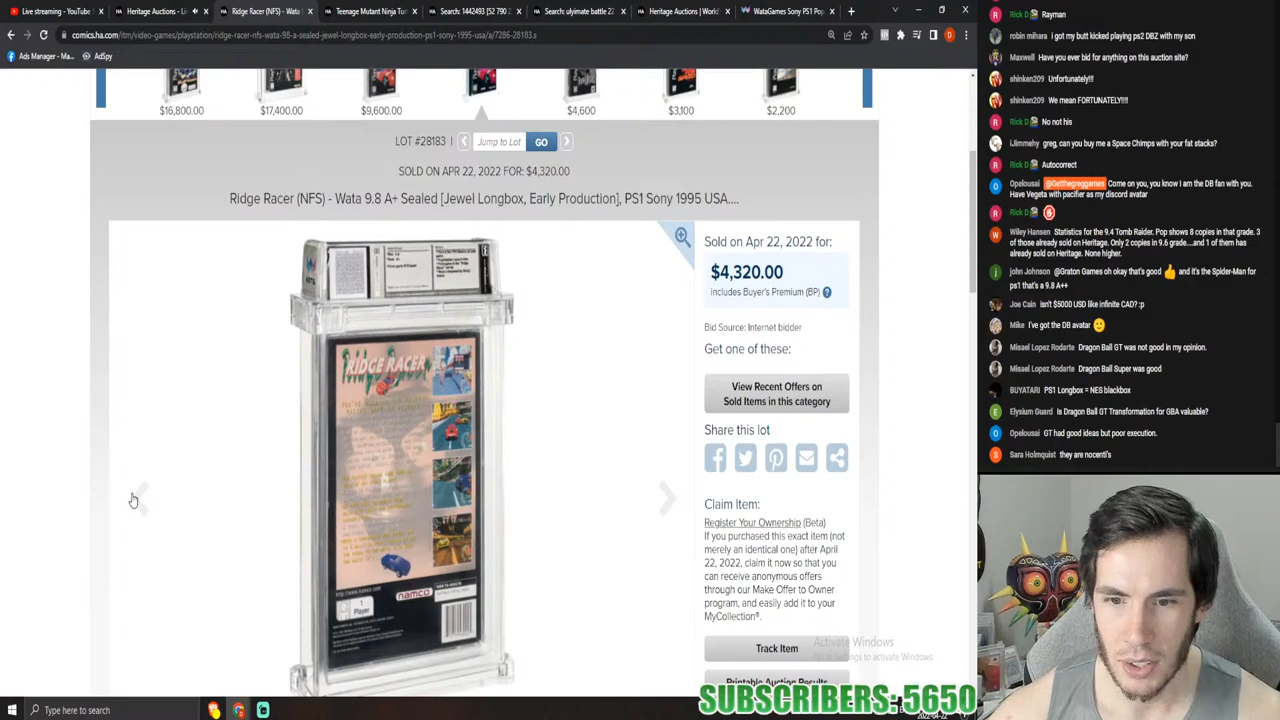 Live streaming - YouTube S
Heritage Auctions - Li
Ridge Racer (NFS) - Wata
Teenage Mutant Ninja Tur
Sear: 1442493 [52 790 2
Search: ulyimate battle 22
Heritage Auctions | World
WataGames Sony PS1 Pop
comics.ha.com/itm/video-games/playstation/ridge-racer-nfs-wata-98-a-sealed-jewel-longbox-early-production-ps1-sony-1995-usa/a/7286-28183.s
Ads Manager - Ma...
AdSpy
$16,800.00
$17,400.00
$9,600.00
$4,600
$3,100
$2,200
LOT #28183 |
Jump to Lot
GO
SOLD ON APR 22, 2022 FOR: $4,320.00
Ridge Racer (NFS) - Wata 9.8 A+ Sealed [Jewel Longbox, Early Production], PS1 Sony 1995 USA....
Sold on Apr 22, 2022 for:
$4,320.00
includes Buyer's Premium (BP)
Bid Source: Internet bidder
Get one of these:
View Recent Offers on
Sold Items in this category
Share this lot
Claim Item:
Register Your Ownership (Beta)
If you purchased this exact item (not
merely an identical one) after April
22, 2022, claim it now so that you
can receive anonymous offers
through our Make Offer to Owner
program, and easily add it to your
MyCollection®.
Track Item
Printable Auction Results
Activate Windows
Go to Settings to activate Windows.
RIDGE RACER
http://www.namco.com
1
Player
namco
Type here to search
SUBSCRIBERS: 5650
2022-04-22
Rick D Rayman
robin mihara i got my butt kicked playing ps2 DBZ with my son
Maxwell Have you ever bid for anything on this auction site?
shinken209 Unfortunately!!!
shinken209 We mean FORTUNATELY!!!!
Rick D No not his
iJimmehy greg, can you buy me a Space Chimps with your fat stacks?
Rick D Autocorrect
Opelousai @Getthegreggames Come on you, you know I am the DB fan with you.
Have Vegeta with pacifier as my discord avatar
Rick D
Wiley Hansen Statistics for the 9.4 Tomb Raider. Pop shows 8 copies in that grade. 3
of those already sold on Heritage. Only 2 copies in 9.6 grade....and 1 of them has
already sold on Heritage. None higher.
john Johnson @Graton Games oh okay that's good and it's the Spider-Man for
ps1 that's a 9.8 A++
Joe Cain isn't $5000 USD like infinite CAD? :p
Mike I've got the DB avatar
Misael Lopez Rodarte Dragon Ball GT was not good in my opinion.
Misael Lopez Rodarte Dragon Ball Super was good
BUYATARI PS1 Longbox = NES blackbox
Elysium Guard Is Dragon Ball GT Transformation for GBA valuable?
Opelousai GT had good ideas but poor execution.
Sara Holmquist they are nocenti's